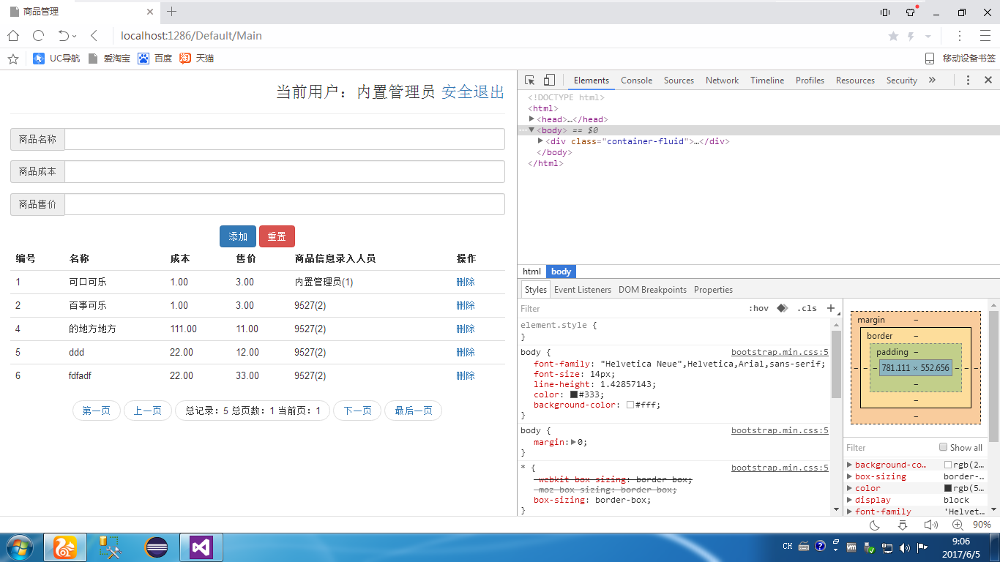 商品管理
localhost:1286/Default/Main
UC导航 爱淘宝 百度 淘 天猫 移动设备书签
当前用户：内置管理员 安全退出
商品名称
商品成本
商品售价
添加 重置
编号 名称 成本 售价 商品信息录入人员 操作
1 可口可乐 1.00 3.00 内置管理员(1) 删除
2 百事可乐 1.00 3.00 9527(2) 删除
4 的地方地方 111.00 11.00 9527(2) 删除
5 ddd 22.00 12.00 9527(2) 删除
6 fdfadf 22.00 33.00 9527(2) 删除
第一页 上一页 总记录：5 总页数：1 当前页：1 下一页 最后一页
Elements Console Sources Network Timeline Profiles Resources Security »
<!DOCTYPE html>
<html>
<head>…</head>
<body> == $0
<div class="container-fluid">…</div>
</body>
</html>
html body
Styles Event Listeners DOM Breakpoints Properties
Filter :hov .cls +
element.style {
}
body { bootstrap.min.css:5
font-family: "Helvetica Neue",Helvetica,Arial,sans-serif;
font-size: 14px;
line-height: 1.42857143;
color: #333;
background-color: #fff;
}
body { bootstrap.min.css:5
margin: 0;
}
* { bootstrap.min.css:5
-webkit-box-sizing: border-box;
-moz-box-sizing: border-box;
box-sizing: border-box;
}
margin –
border –
padding –
– – – 781.111 × 552.656 – – –
–
–
–
Filter Show all
background-co… rgb(2…
box-sizing border-…
color rgb(5…
display block
font-family 'Helvet…
90%
CH
9:06
2017/6/5